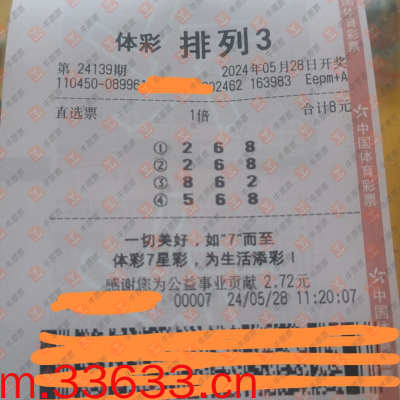 体彩 排列3
第 24139期 2024年05月28日开奖
110450-08996 02462 163983 Eepm+A
直选票 1倍 合计8元
① 2 6 8
② 2 6 8
③ 8 6 2
④ 5 6 8
一切美好，如"7"而至
体彩7星彩，为生活添彩！
感谢您为公益事业贡献 2.72元
00007 24/05/28 11:20:07
中国体育彩票
体育彩票
m.33633.cn